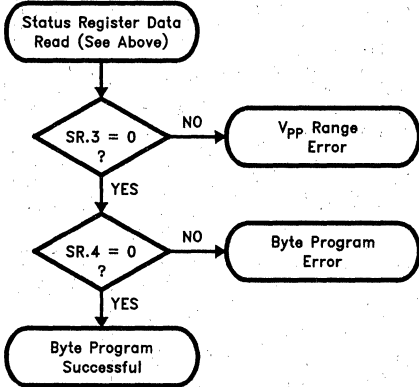 Status Register Data
Read (See Above)
SR.3 = 0
?
NO
VPP Range
Error
YES
SR.4 = 0
?
NO
Byte Program
Error
YES
Byte Program
Successful